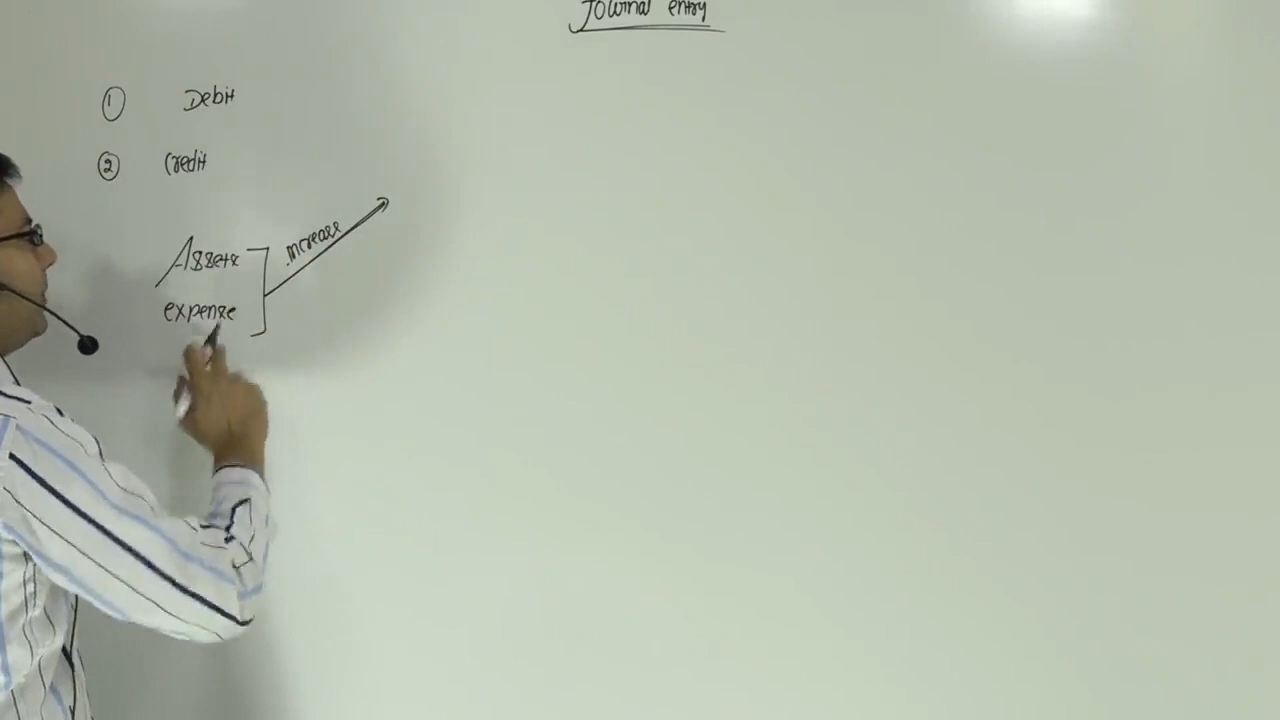 Journal entry
1 Debit
2 Credit
Assets
increase
expense